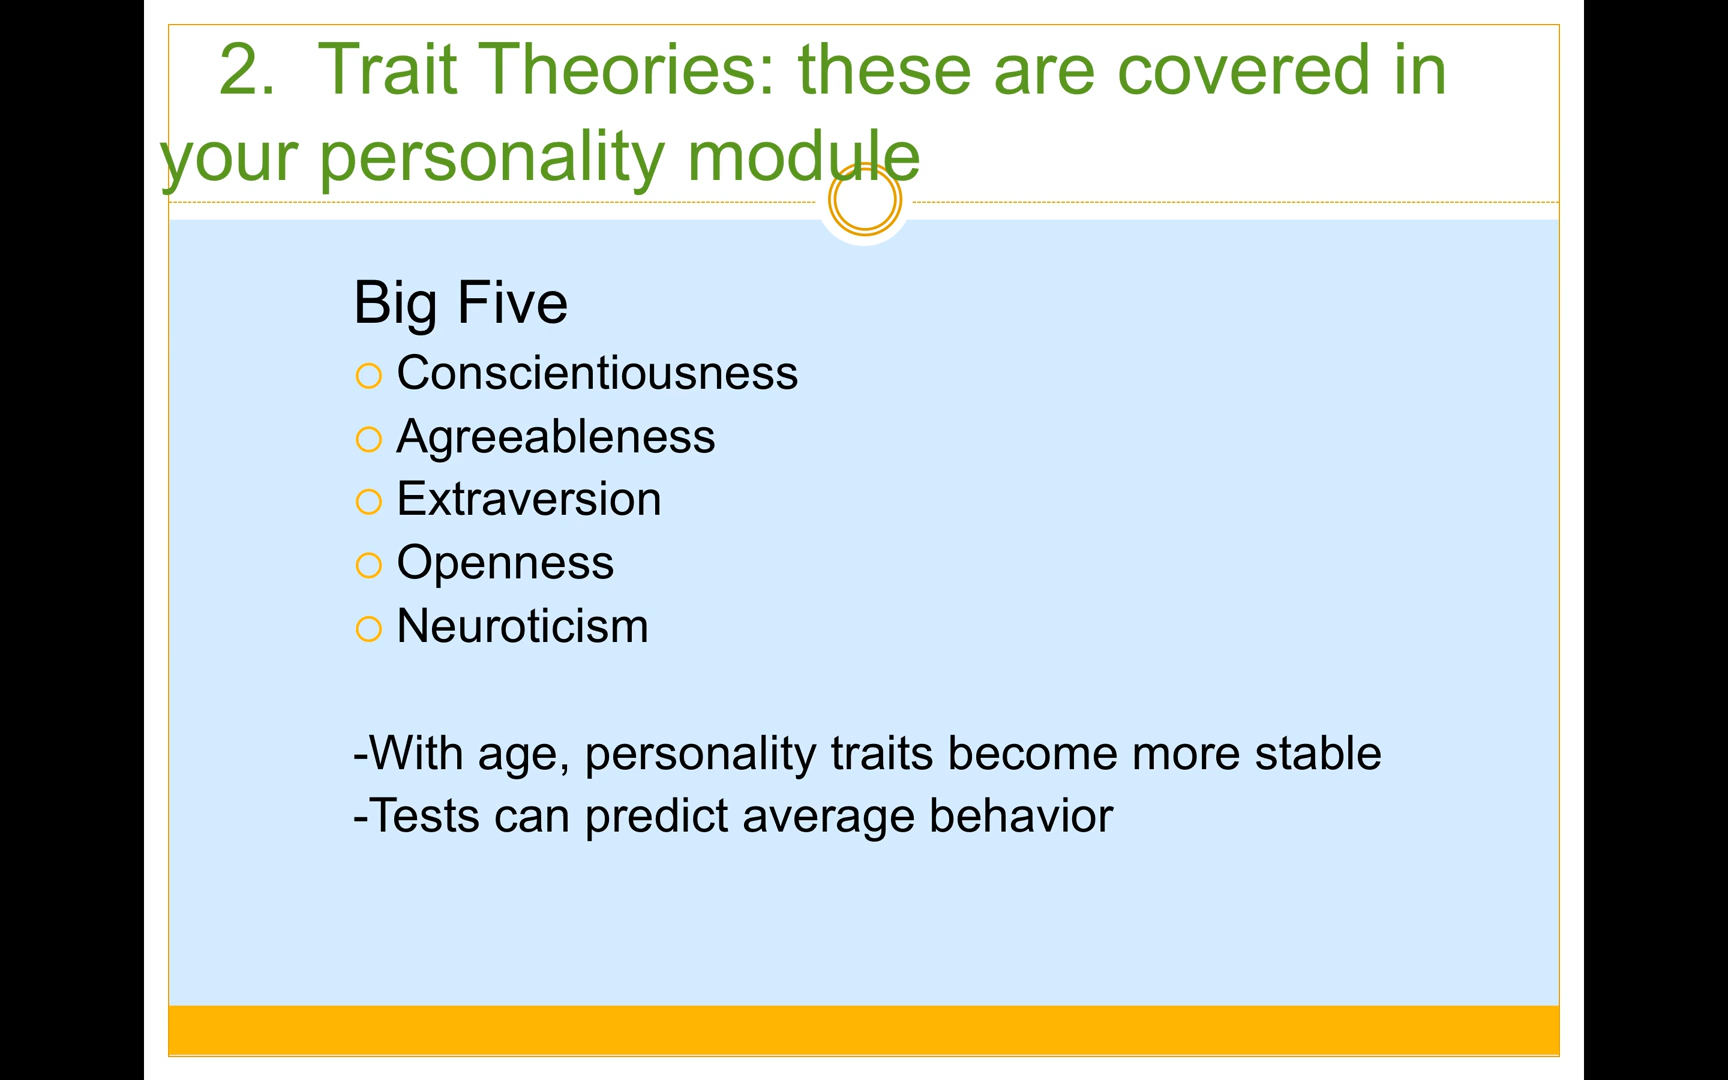 2. Trait Theories: these are covered in
your personality module
Big Five
Conscientiousness
Agreeableness
Extraversion
Openness
Neuroticism
-With age, personality traits become more stable
-Tests can predict average behavior